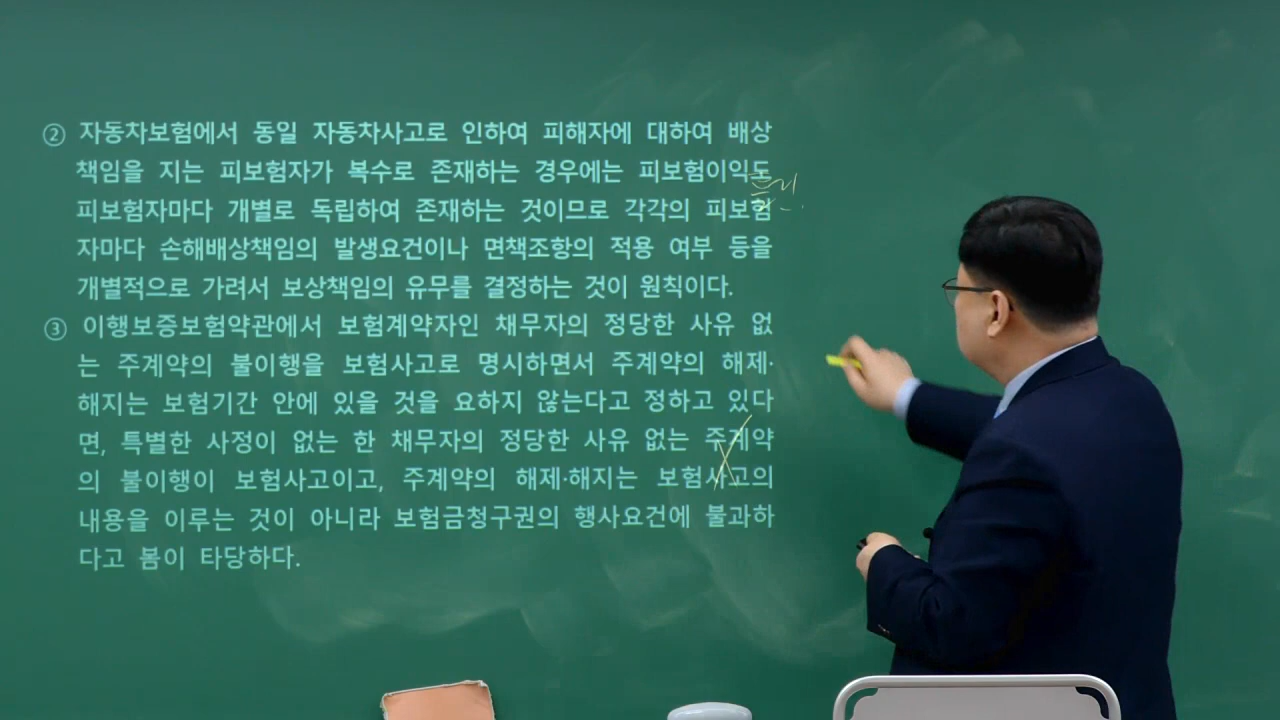 ② 자동차보험에서 동일 자동차사고로 인하여 피해자에 대하여 배상
책임을 지는 피보험자가 복수로 존재하는 경우에는 피보험이익도
피보험자마다 개별로 독립하여 존재하는 것이므로 각각의 피보험
자마다 손해배상책임의 발생요건이나 면책조항의 적용 여부 등을
개별적으로 가려서 보상책임의 유무를 결정하는 것이 원칙이다.
③ 이행보증보험약관에서 보험계약자인 채무자의 정당한 사유 없
는 주계약의 불이행을 보험사고로 명시하면서 주계약의 해제·
해지는 보험기간 안에 있을 것을 요하지 않는다고 정하고 있다
면, 특별한 사정이 없는 한 채무자의 정당한 사유 없는 주계약
의 불이행이 보험사고이고, 주계약의 해제·해지는 보험사고의
내용을 이루는 것이 아니라 보험금청구권의 행사요건에 불과하
다고 봄이 타당하다.